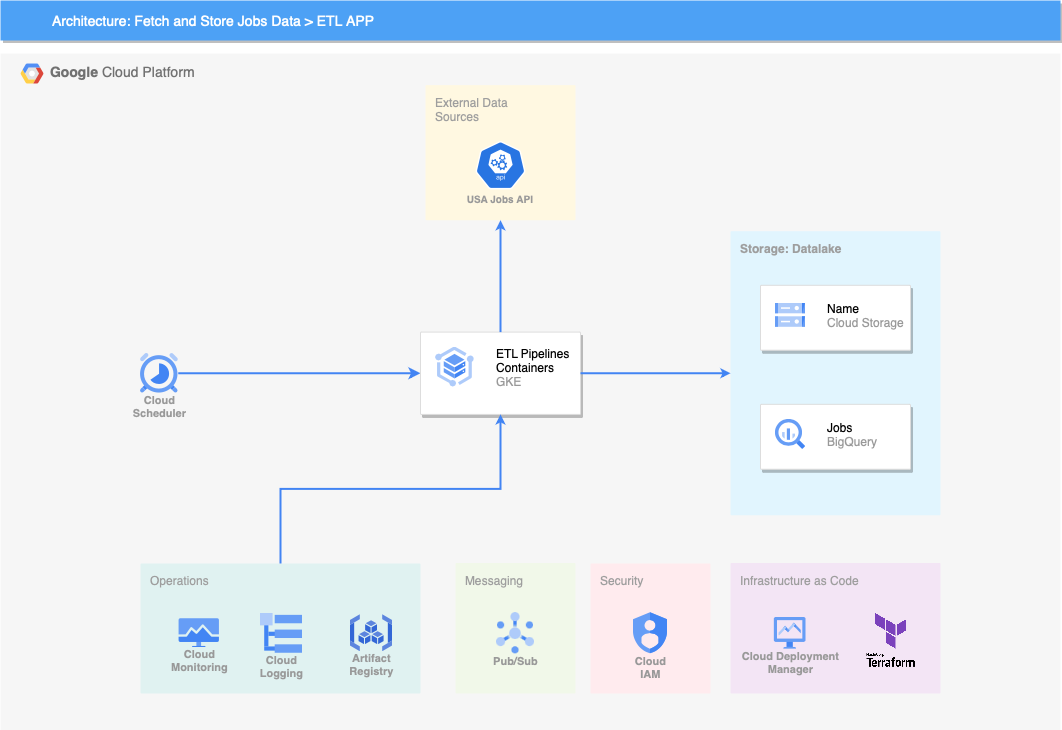 Architecture: Fetch and Store Jobs Data > ETL APP
Google Cloud Platform
External Data
Sources
api
USA Jobs API
Storage: Datalake
Name
Cloud Storage
ETL Pipelines
Containers
GKE
Cloud
Scheduler
Jobs
BigQuery
Operations
Cloud
Monitoring
Cloud
Logging
Artifact
Registry
Messaging
Pub/Sub
Security
Cloud
IAM
Infrastructure as Code
Cloud Deployment
Manager
Terraform